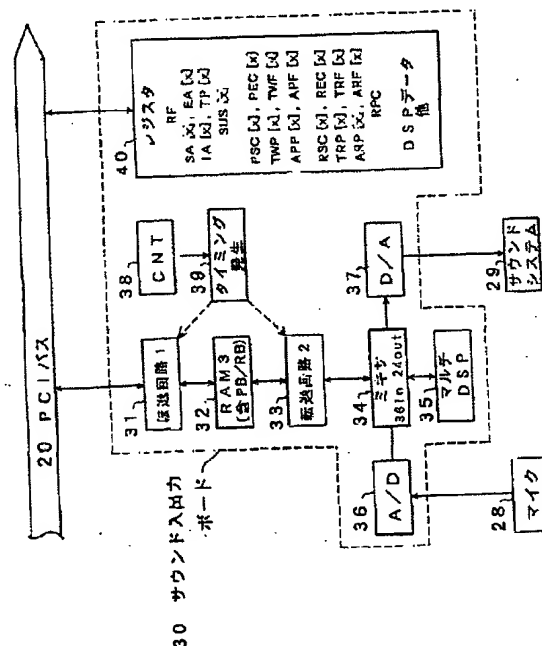 20 PCIバス
30 サウンド入出力
ボード
31
転送回路1
32
RAM3
(含PB/RB)
33
転送回路2
34
ミキサ
36in 24out
35
マルチ
DSP
36
A/D
37
D/A
38
CNT
39
タイミング
発生
40
レジスタ
RF
SA [x], EA [x]
IA [x], TP [x]
SUS [x]
PSC [x], PEC [x]
TWP [x], TWF [x]
APP [x], APF [x]
RSC [x], REC [x]
TRP [x], TRF [x]
ARP [x], ARF [x]
RPC
DSPデータ
他
28
マイク
29
サウンド
システム